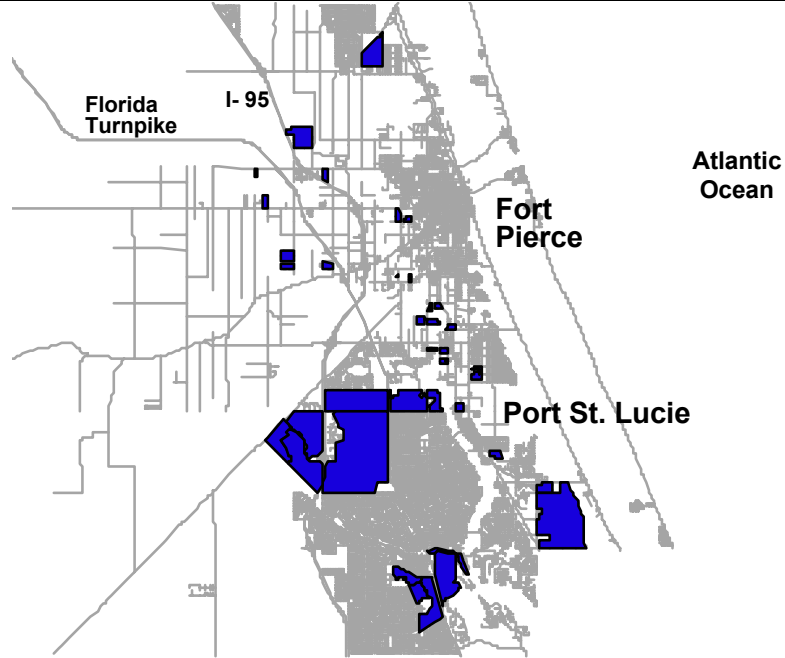 I- 95
Florida
Turnpike
Atlantic
Ocean
Fort
Pierce
Port St. Lucie